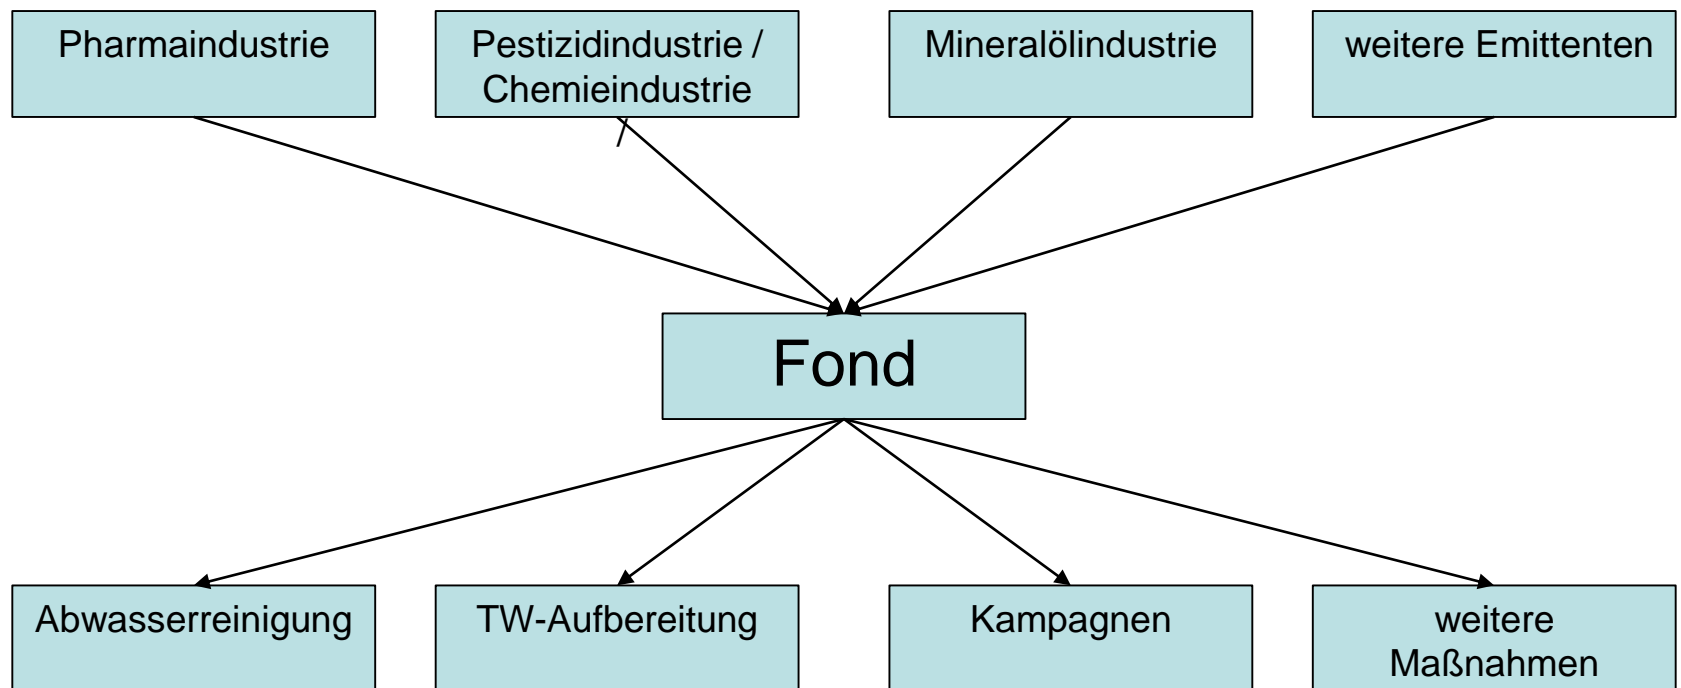 Pharmaindustrie
Pestizidindustrie /
Chemieindustrie
/
Mineralölindustrie
weitere Emittenten
Fond
Abwasserreinigung
TW-Aufbereitung
Kampagnen
weitere
Maßnahmen